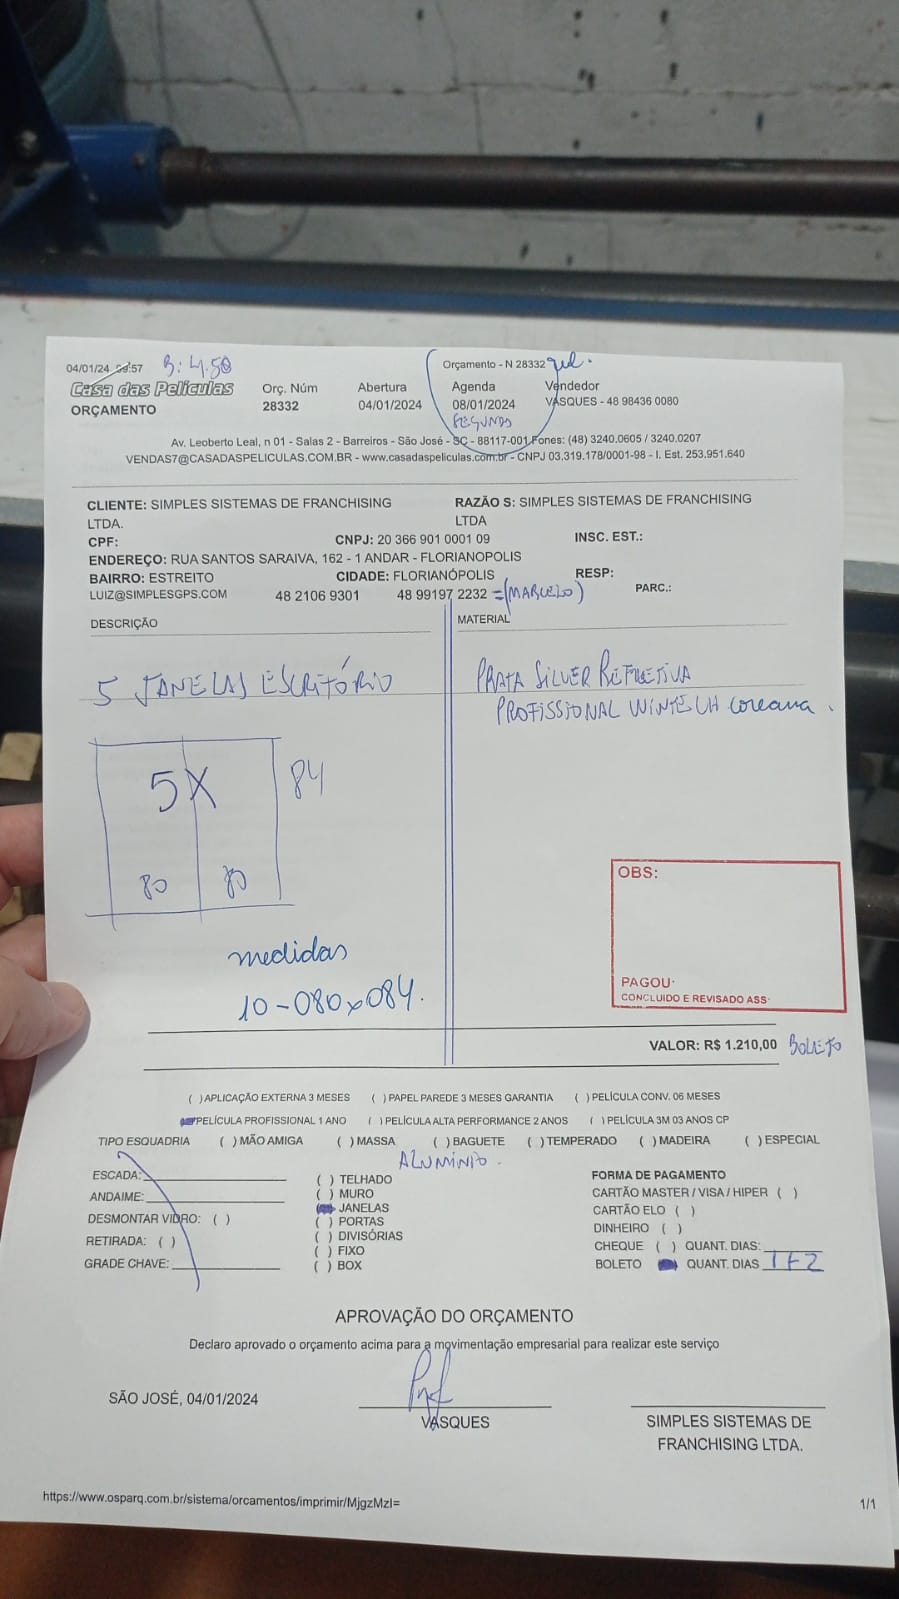 04/01/24 09:57 B: 4.50 Orçamento - N 28332
Casa das Películas Orç. Núm Abertura Agenda Vendedor
ORÇAMENTO 28332 04/01/2024 08/01/2024 VASQUES - 48 98436 0080
SEGUNDA
Av. Leoberto Leal, n 01 - Salas 2 - Barreiros - São José - SC - 88117-001 Fones: (48) 3240.0605 / 3240.0207
VENDAS7@CASADASPELICULAS.COM.BR - www.casadaspeliculas.com.br - CNPJ 03.319.178/0001-98 - I. Est. 253.951.640
CLIENTE: SIMPLES SISTEMAS DE FRANCHISING RAZÃO S: SIMPLES SISTEMAS DE FRANCHISING
LTDA. LTDA
CPF: CNPJ: 20 366 901 0001 09 INSC. EST.:
ENDEREÇO: RUA SANTOS SARAIVA, 162 - 1 ANDAR - FLORIANOPOLIS
BAIRRO: ESTREITO CIDADE: FLORIANÓPOLIS RESP:
LUIZ@SIMPLESGPS.COM 48 2106 9301 48 99197 2232 =(MARCELO) PARC.:
DESCRIÇÃO MATERIAL
5 JANELAS ESCRITÓRIO PRATA SILVER REFLETIVA
PROFISSIONAL WINTECH coreana.
5X 84
80 80
medidas
10-080x084.
OBS:
PAGOU:
CONCLUIDO E REVISADO ASS:
VALOR: R$ 1.210,00 BOLETO
( )APLICAÇÃO EXTERNA 3 MESES ( )PAPEL PAREDE 3 MESES GARANTIA ( )PELÍCULA CONV. 06 MESES
PELÍCULA PROFISSIONAL 1 ANO ( )PELÍCULA ALTA PERFORMANCE 2 ANOS ( )PELÍCULA 3M 03 ANOS CP
TIPO ESQUADRIA ( )MÃO AMIGA ( )MASSA ( )BAGUETE ( )TEMPERADO ( )MADEIRA ( )ESPECIAL
ALUMÍNIO.
ESCADA: ( ) TELHADO FORMA DE PAGAMENTO
ANDAIME: ( ) MURO CARTÃO MASTER / VISA / HIPER ( )
JANELAS CARTÃO ELO ( )
DESMONTAR VIDRO: ( ) ( ) PORTAS DINHEIRO ( )
RETIRADA: ( ) ( ) DIVISÓRIAS CHEQUE ( ) QUANT. DIAS:
GRADE CHAVE: ( ) FIXO BOLETO QUANT. DIAS 1+2
( ) BOX
APROVAÇÃO DO ORÇAMENTO
Declaro aprovado o orçamento acima para a movimentação empresarial para realizar este serviço
SÃO JOSÉ, 04/01/2024
VASQUES SIMPLES SISTEMAS DE
FRANCHISING LTDA.
https://www.osparq.com.br/sistema/orcamentos/imprimir/MjgzMzI= 1/1